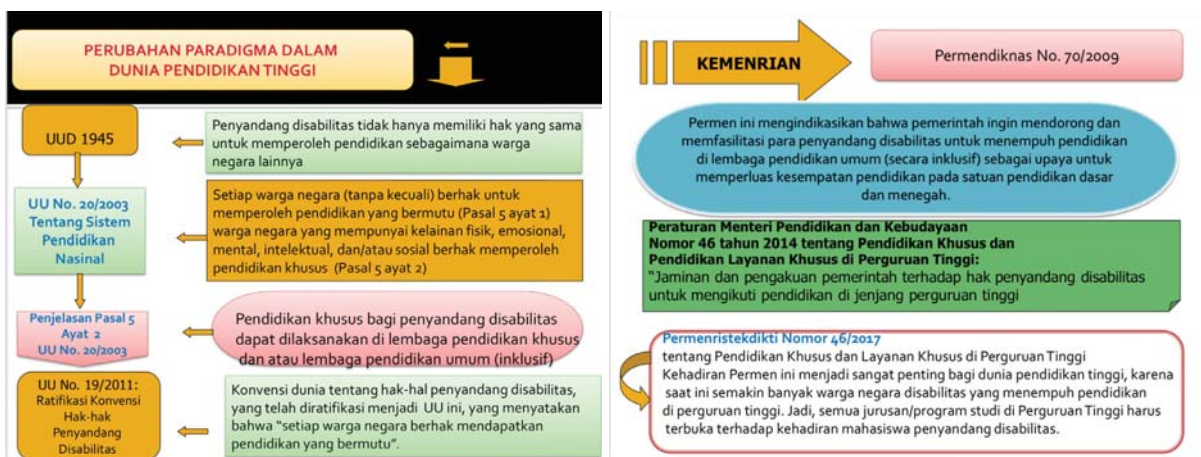 PERUBAHAN PARADIGMA DALAM
DUNIA PENDIDIKAN TINGGI
UUD 1945
Penyandang disabilitas tidak hanya memiliki hak yang sama
untuk memperoleh pendidikan sebagaimana warga
negara lainnya
UU No. 20/2003
Tentang Sistem
Pendidikan
Nasinal
Setiap warga negara (tanpa kecuali) berhak untuk
memperoleh pendidikan yang bermutu (Pasal 5 ayat 1)
warga negara yang mempunyai kelainan fisik, emosional,
mental, intelektual, dan/atau sosial berhak memperoleh
pendidikan khusus (Pasal 5 ayat 2)
Penjelasan Pasal 5
Ayat 2
UU No. 20/2003
Pendidikan khusus bagi penyandang disabilitas
dapat dilaksanakan di lembaga pendidikan khusus
dan atau lembaga pendidikan umum (inklusif)
UU No. 19/2011:
Ratifikasi Konvensi
Hak-hak
Penyandang
Disabilitas
Konvensi dunia tentang hak-hal penyandang disabilitas,
yang telah diratifikasi menjadi UU ini, yang menyatakan
bahwa "setiap warga negara berhak mendapatkan
pendidikan yang bermutu".
KEMENRIAN
Permendiknas No. 70/2009
Permen ini mengindikasikan bahwa pemerintah ingin mendorong dan
memfasilitasi para penyandang disabilitas untuk menempuh pendidikan
di lembaga pendidikan umum (secara inklusif) sebagai upaya untuk
memperluas kesempatan pendidikan pada satuan pendidikan dasar
dan menegah.
Peraturan Menteri Pendidikan dan Kebudayaan
Nomor 46 tahun 2014 tentang Pendidikan Khusus dan
Pendidikan Layanan Khusus di Perguruan Tinggi:
"Jaminan dan pengakuan pemerintah terhadap hak penyandang disabilitas
untuk mengikuti pendidikan di jenjang perguruan tinggi
Permenristekdikti Nomor 46/2017
tentang Pendidikan Khusus dan Layanan Khusus di Perguruan Tinggi
Kehadiran Permen ini menjadi sangat penting bagi dunia pendidikan tinggi, karena
saat ini semakin banyak warga negara disabilitas yang menempuh pendidikan
di perguruan tinggi. Jadi, semua jurusan/program studi di Perguruan Tinggi harus
terbuka terhadap kehadiran mahasiswa penyandang disabilitas.